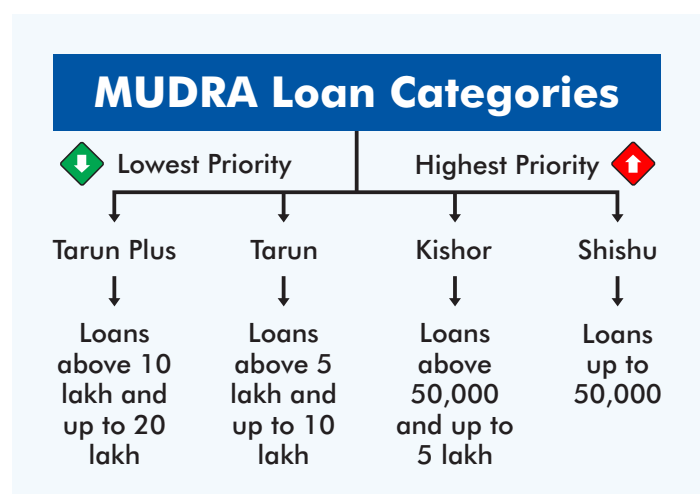 MUDRA Loan Categories
Lowest Priority
Highest Priority
Tarun Plus
Tarun
Kishor
Shishu
Loans
above 10
lakh and
up to 20
lakh
Loans
above 5
lakh and
up to 10
lakh
Loans
above
50,000
and up to
5 lakh
Loans
up to
50,000